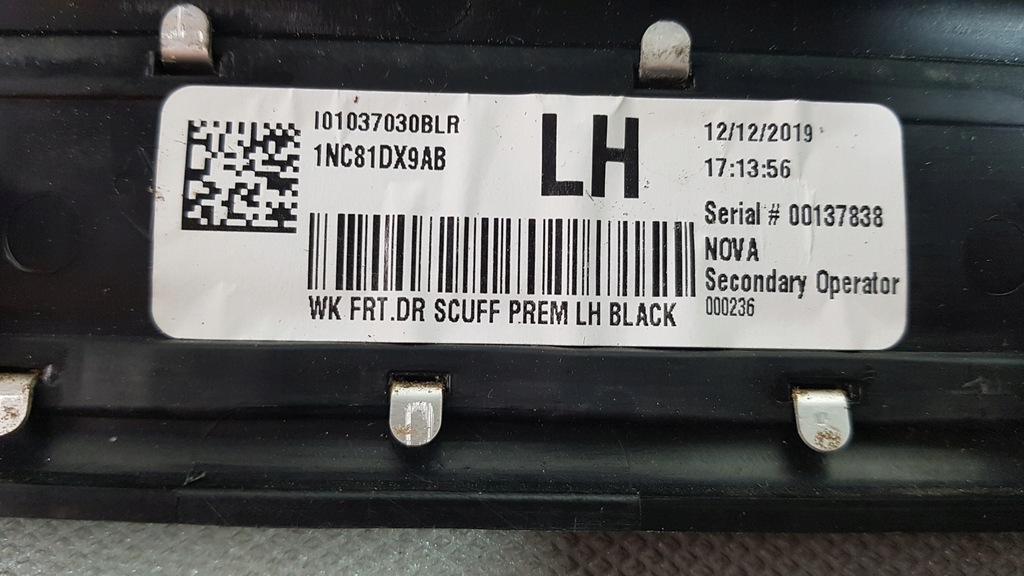 I01037030BLR
1NC81DX9AB
LH
12/12/2019
17:13:56
Serial # 00137838
NOVA
Secondary Operator
000236
WK FRT.DR SCUFF PREM LH BLACK